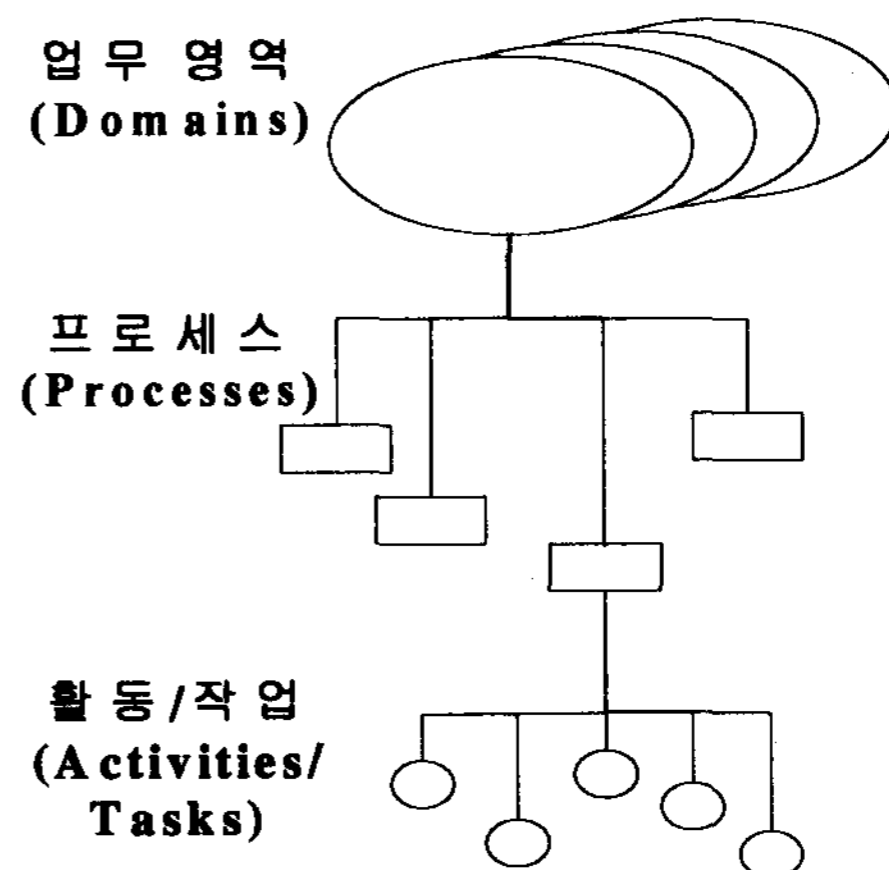 업무 영역
(Domains)
프로세스
(Processes)
활동/작업
(Activities/
Tasks)